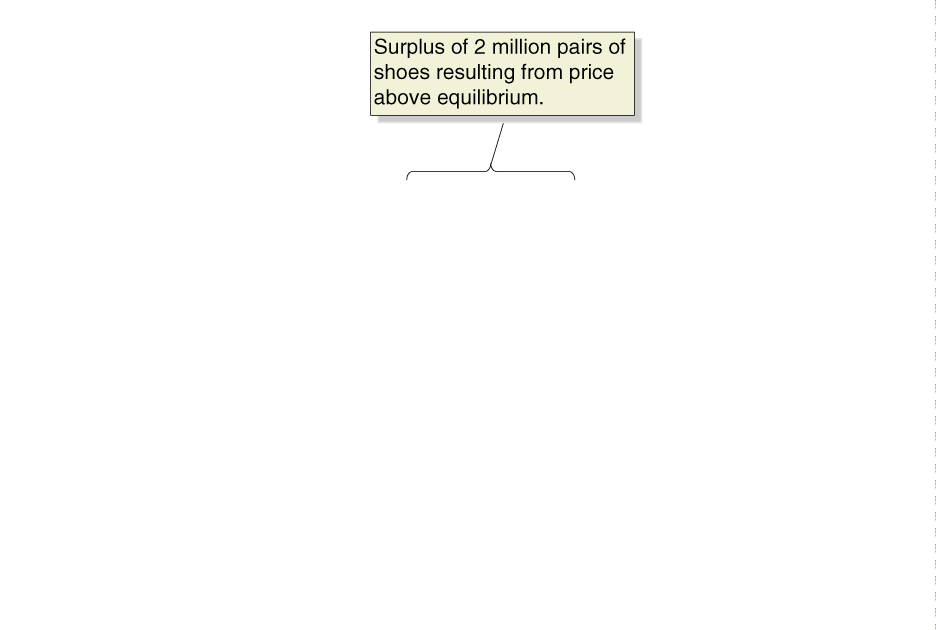 Surplus of 2 million pairs of
shoes resulting from price
above equilibrium.